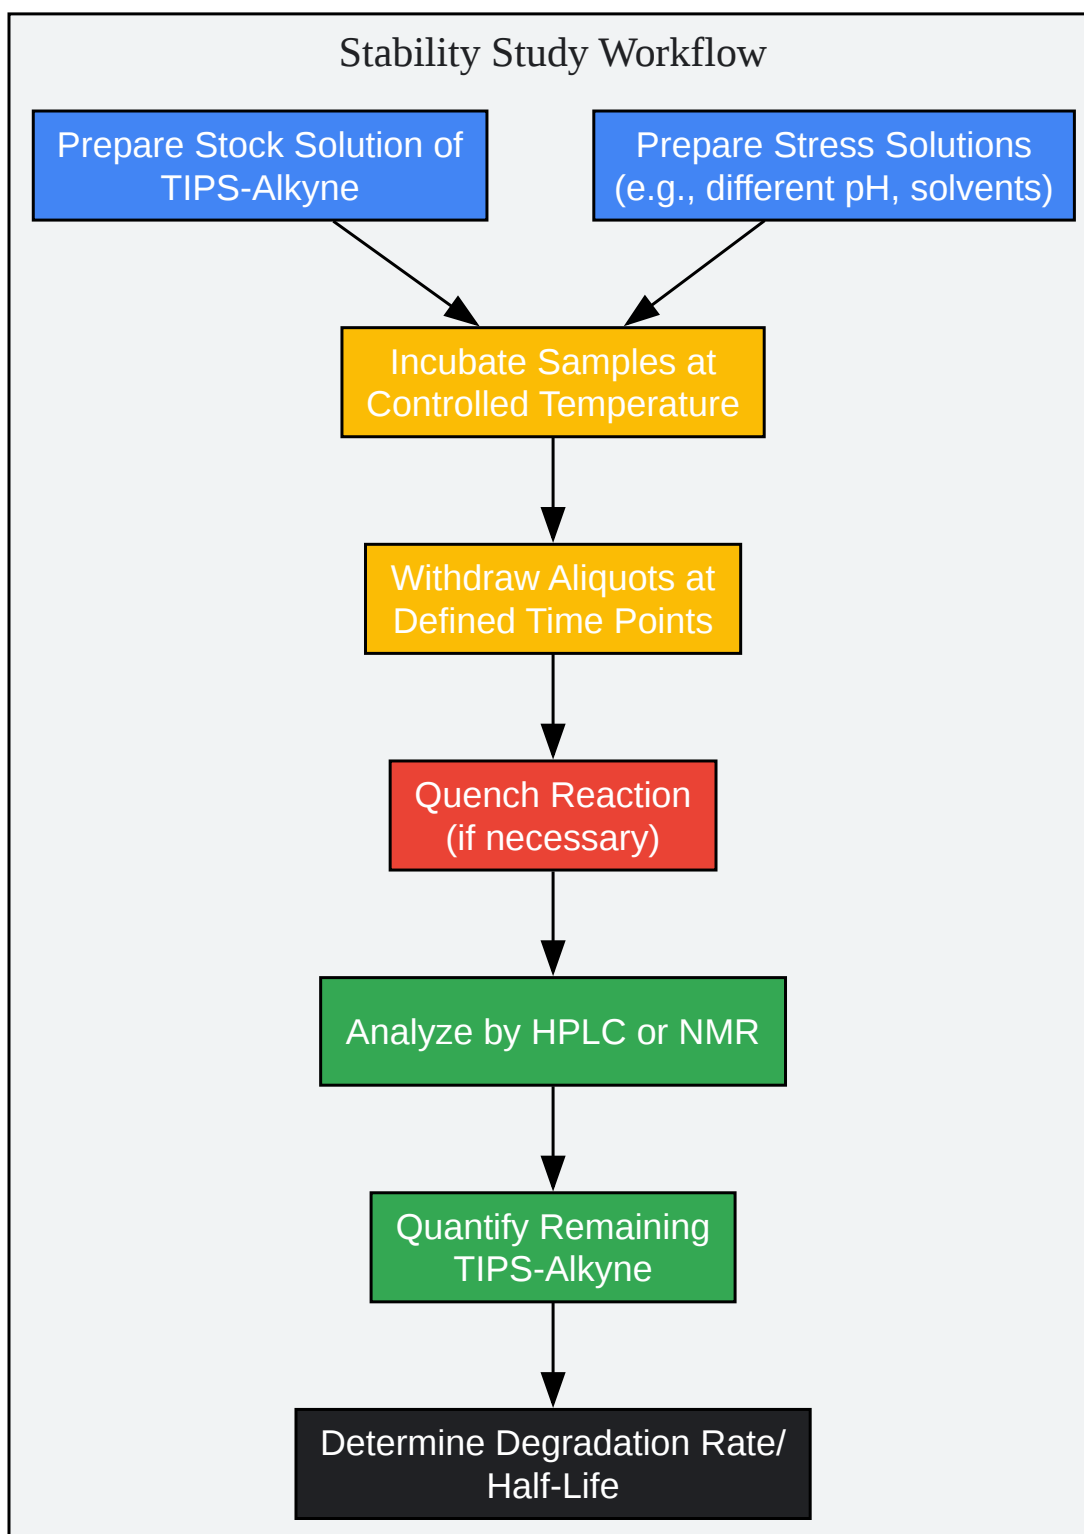 Stability Study Workflow
Prepare Stock Solution of
TIPS-Alkyne
Prepare Stress Solutions
(e.g., different pH, solvents)
Incubate Samples at
Controlled Temperature
Withdraw Aliquots at
Defined Time Points
Quench Reaction
(if necessary)
Analyze by HPLC or NMR
Quantify Remaining
TIPS-Alkyne
Determine Degradation Rate/
Half-Life